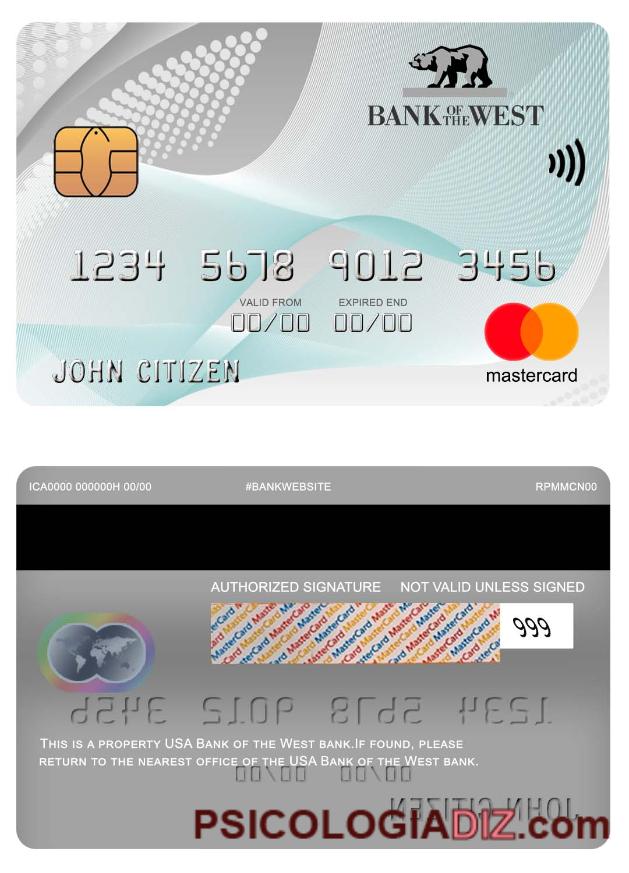 BANK OF THE WEST
1234 5678 9012 3456
VALID FROM EXPIRED END
00/00 00/00
JOHN CITIZEN
mastercard
ICA0000 000000H 00/00 #BANKWEBSITE RPMMCN00
AUTHORIZED SIGNATURE NOT VALID UNLESS SIGNED
MasterCard MasterCard MasterCard MasterCard
999
THIS IS A PROPERTY USA BANK OF THE WEST BANK.IF FOUND, PLEASE
RETURN TO THE NEAREST OFFICE OF THE USA BANK OF THE WEST BANK.
PSICOLOGIADIZ.com